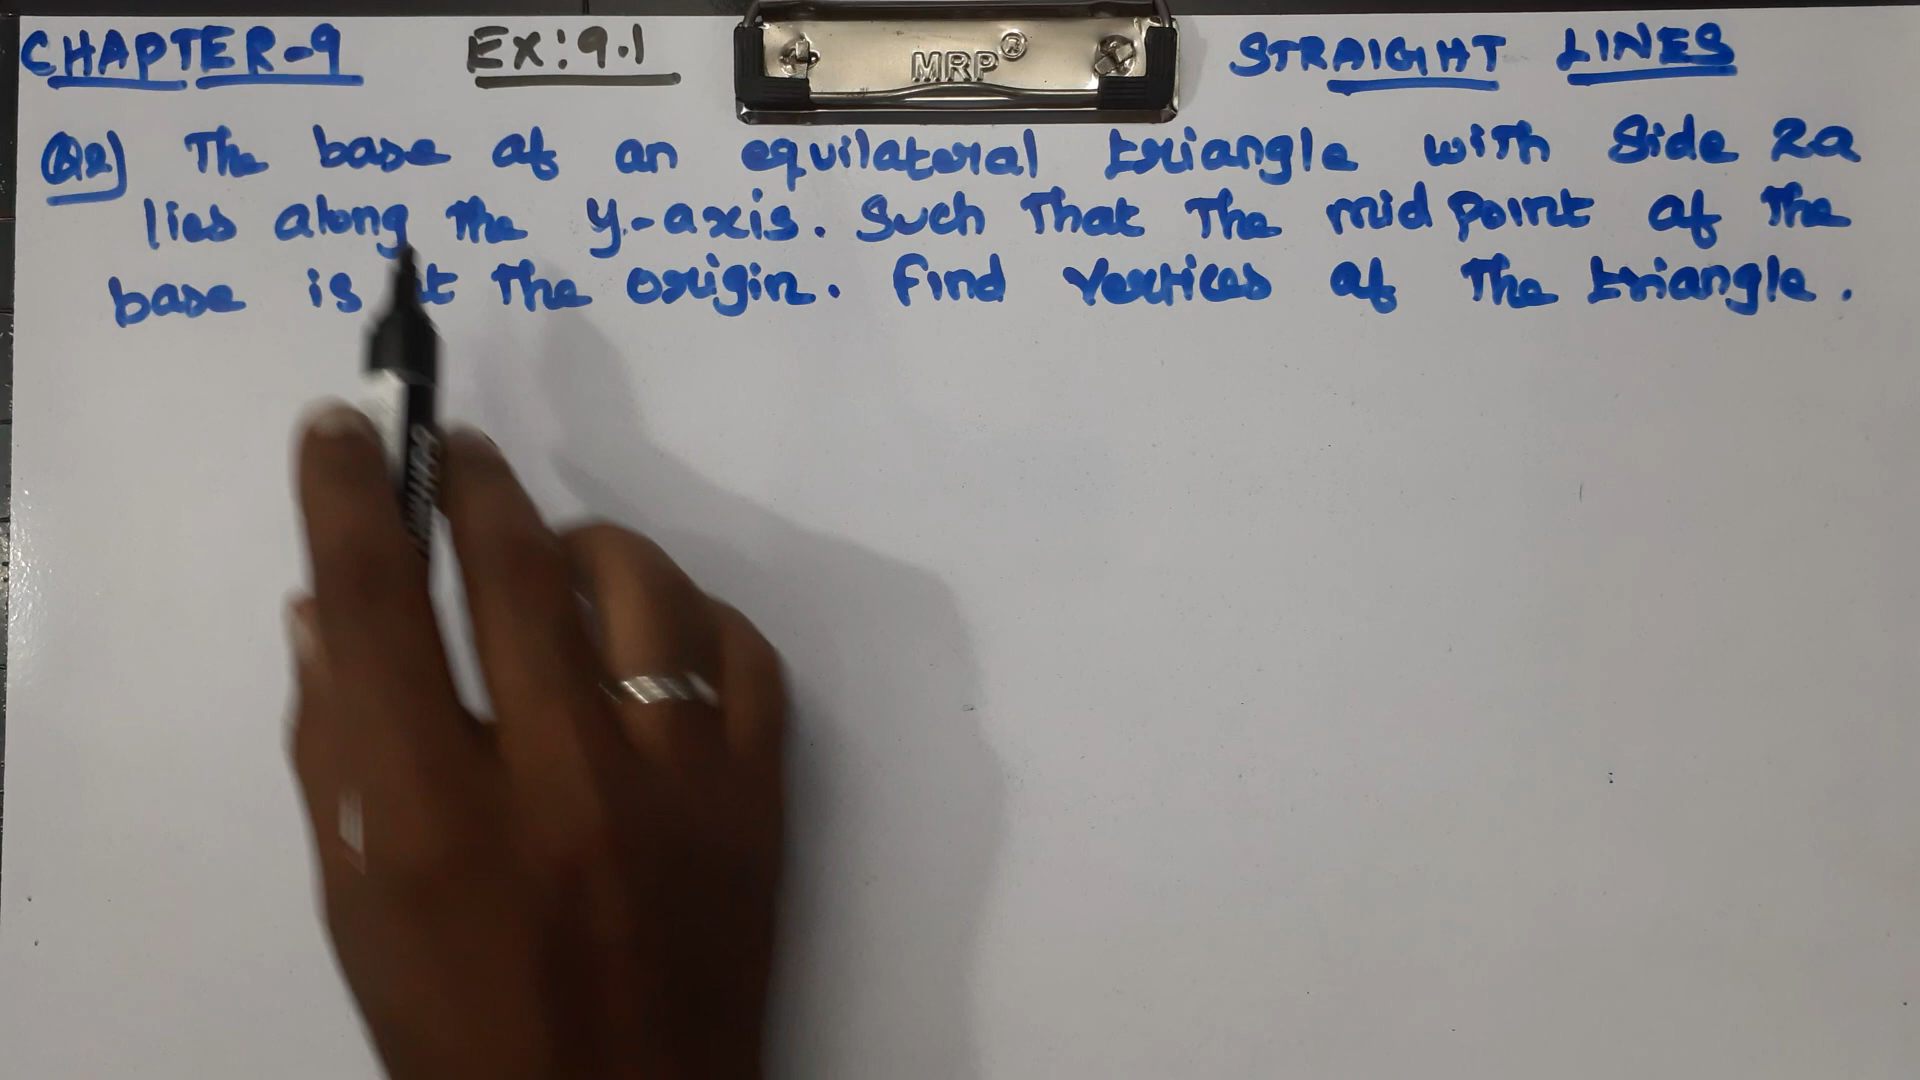 CHAPTER-9 EX:9.1 MRP® STRAIGHT LINES
Q2) The base of an equilateral triangle with Side 2a
lies along the y-axis. Such That The mid point of The
base is at The origin. Find Vertices of The triangle.